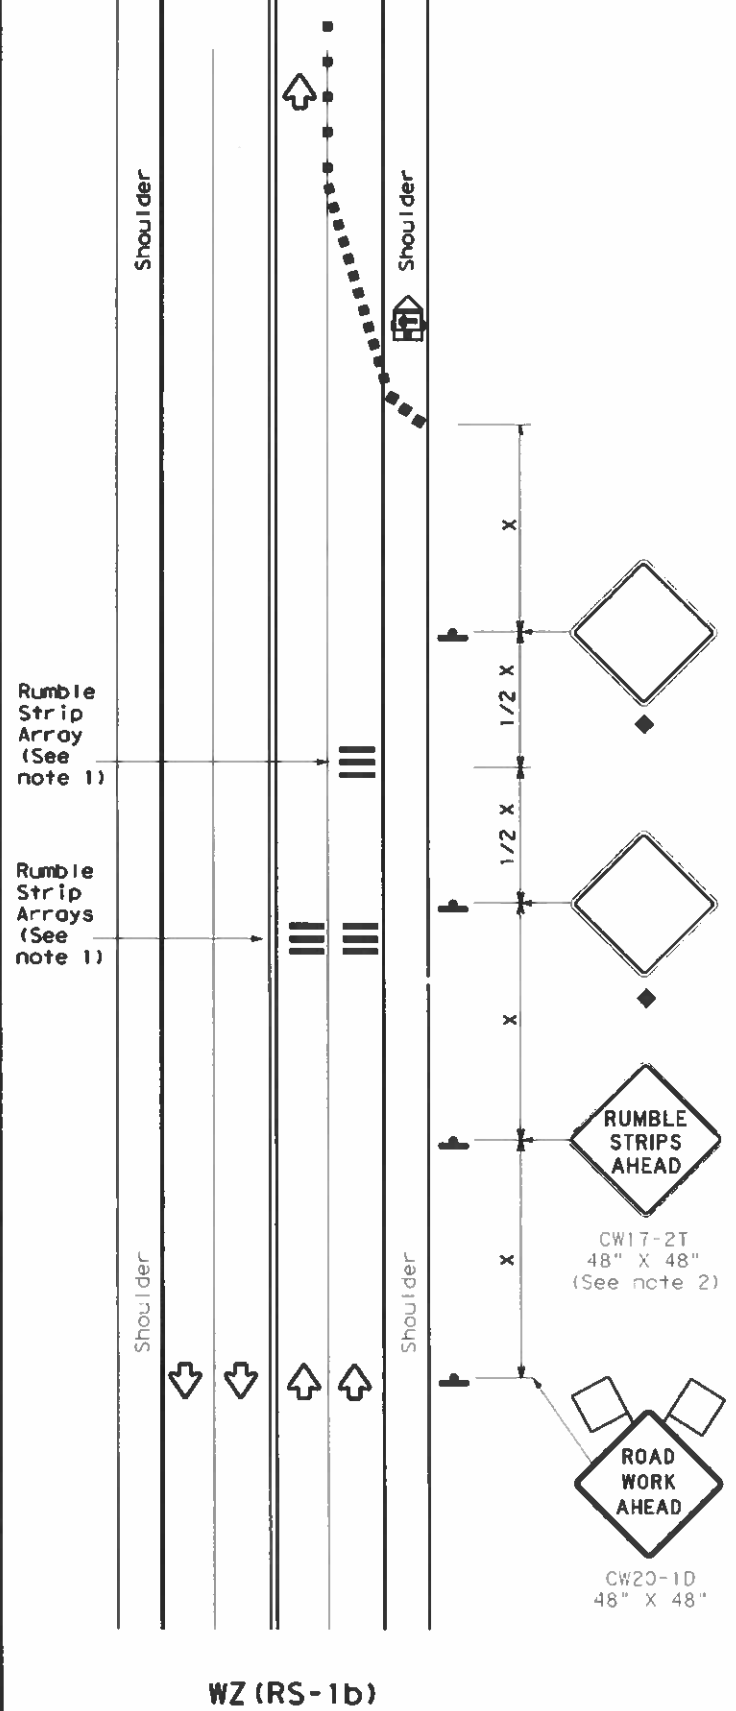 Shoulder
Shoulder
X
1/2 X
Rumble
Strip
Array
(See
note 1)
1/2 X
Rumble
Strip
Arrays
(See
note 1)
X
RUMBLE
STRIPS
AHEAD
CW17-2T
48" X 48"
(See note 2)
X
Shoulder
Shoulder
ROAD
WORK
AHEAD
CW20-1D
48" X 48"
WZ(RS-1b)